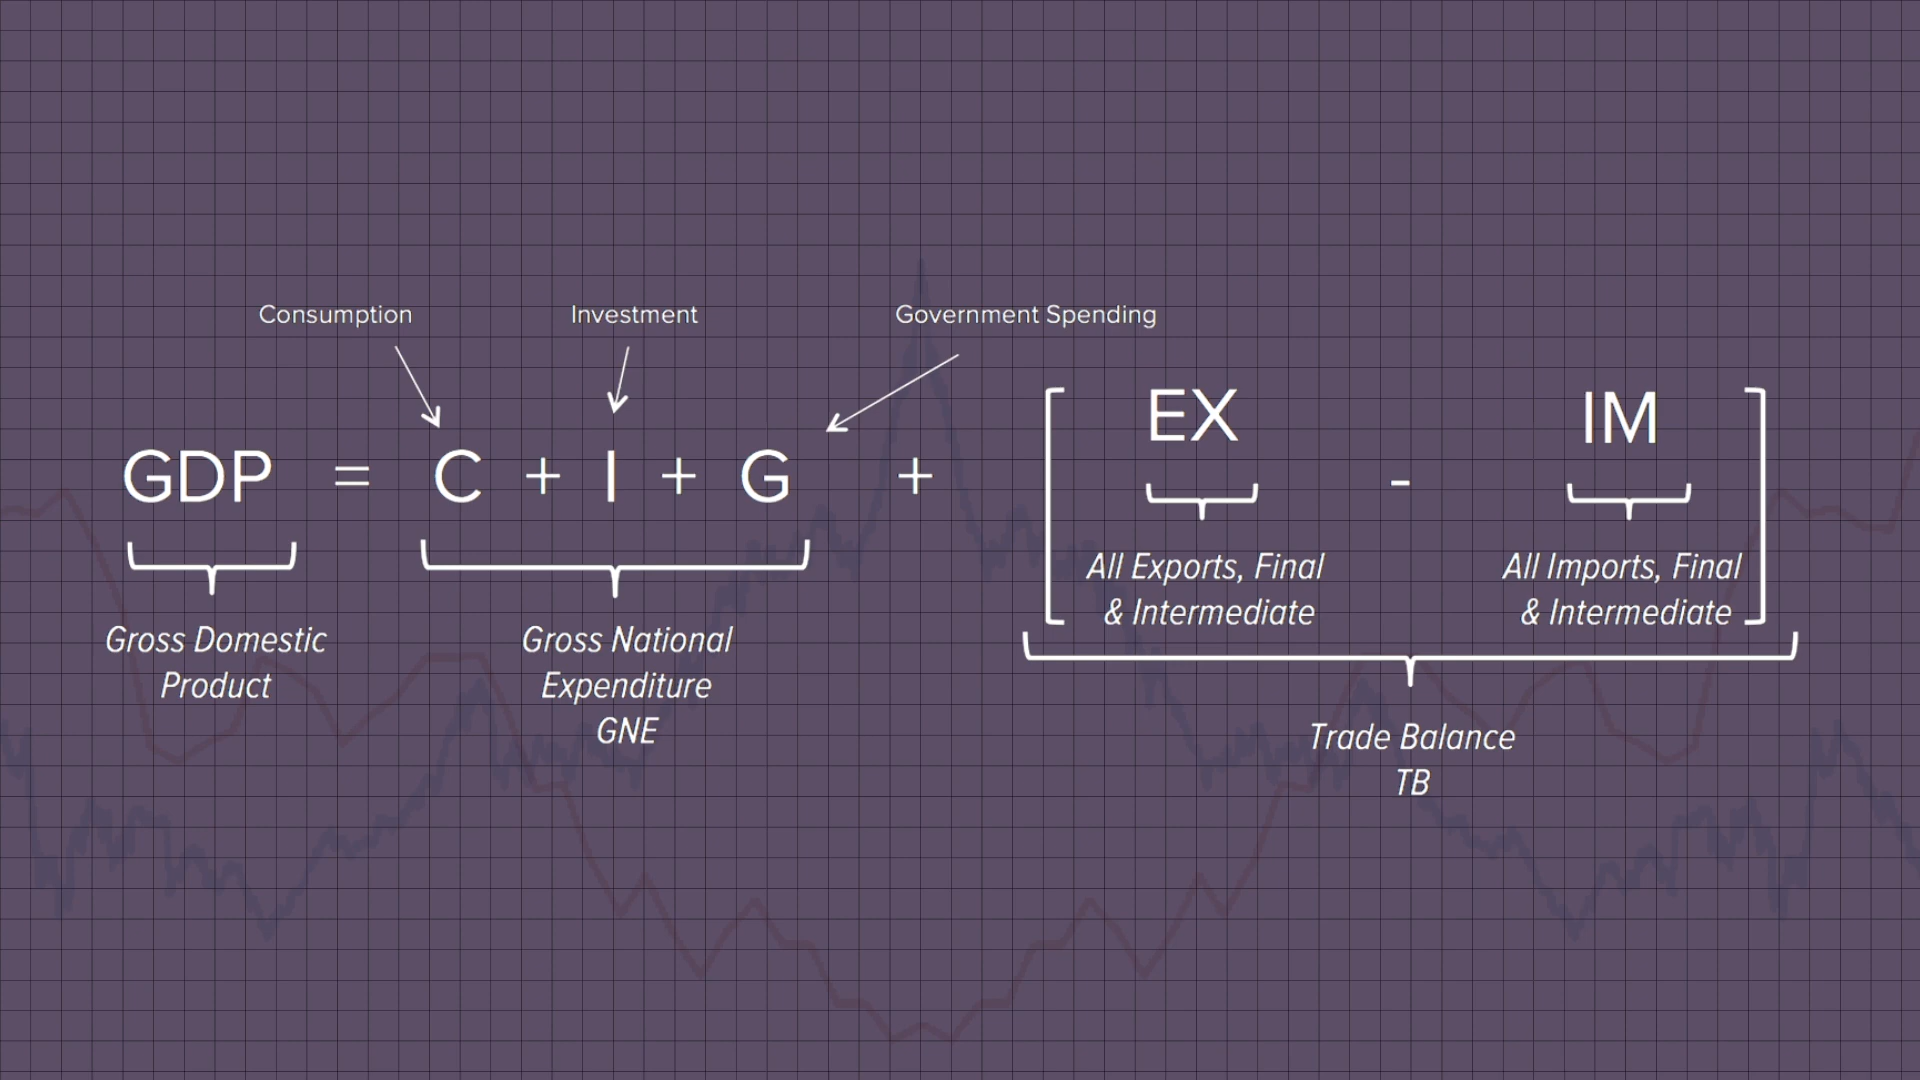 Consumption Investment Government Spending
GDP = C + I + G + [ EX - IM ]
All Exports, Final
& Intermediate
All Imports, Final
& Intermediate
Gross Domestic
Product
Gross National
Expenditure
GNE
Trade Balance
TB